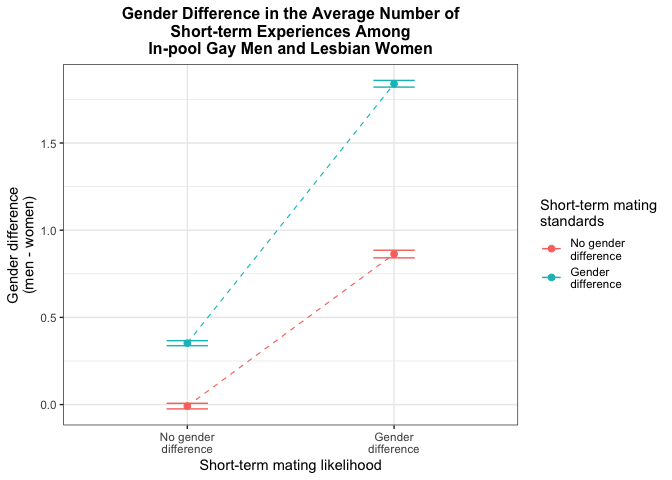 Gender Difference in the Average Number of
Short-term Experiences Among
In-pool Gay Men and Lesbian Women
Gender difference
(men - women)
1.5
1.0
0.5
0.0
No gender
difference
Gender
difference
Short-term mating likelihood
Short-term mating
standards
No gender
difference
Gender
difference